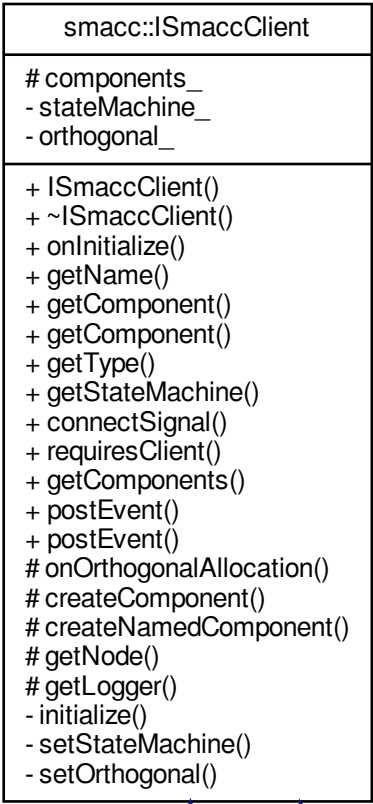 smacc::ISmaccClient
# components_
- stateMachine_
- orthogonal_
+ ISmaccClient()
+ ~ISmaccClient()
+ onInitialize()
+ getName()
+ getComponent()
+ getComponent()
+ getType()
+ getStateMachine()
+ connectSignal()
+ requiresClient()
+ getComponents()
+ postEvent()
+ postEvent()
# onOrthogonalAllocation()
# createComponent()
# createNamedComponent()
# getNode()
# getLogger()
- initialize()
- setStateMachine()
- setOrthogonal()